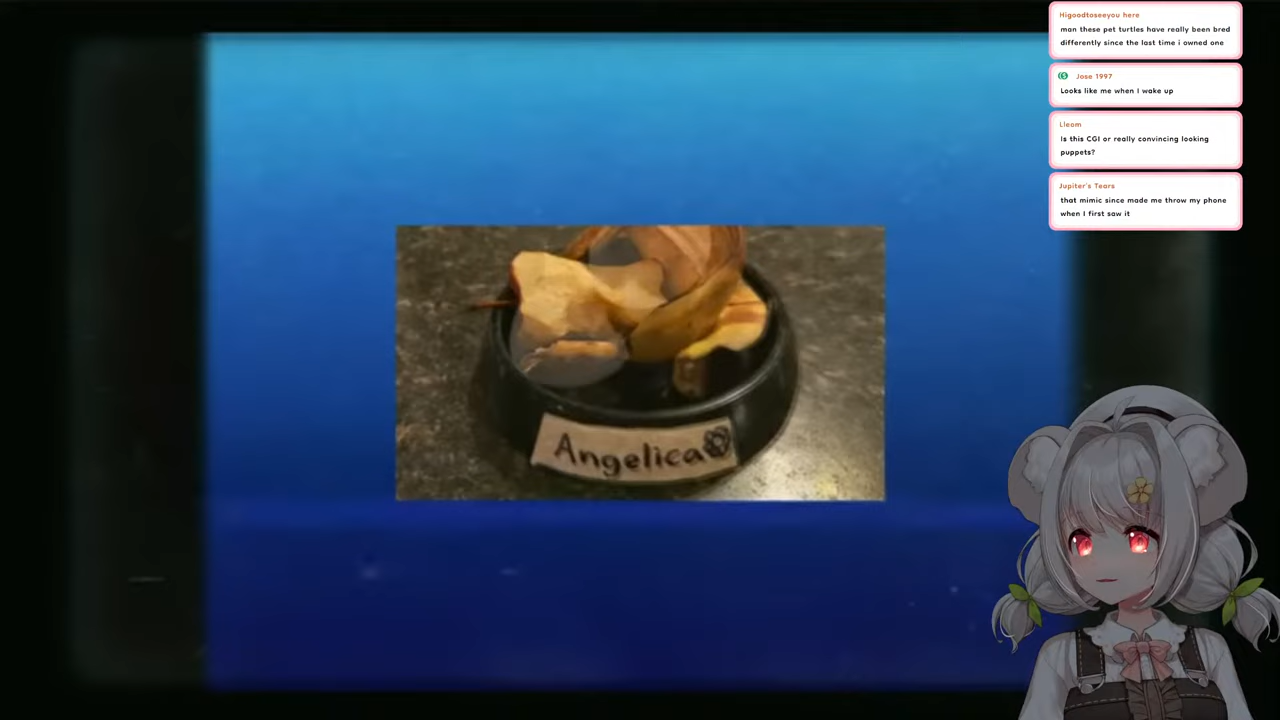 Higoodtoseeyou here
man these pet turtles have really been bred
differently since the last time i owned one
Jose 1997
Looks like me when I wake up
Lleom
Is this CGI or really convincing looking
puppets?
Jupiter's Tears
that mimic since made me throw my phone
when I first saw it
Angelica